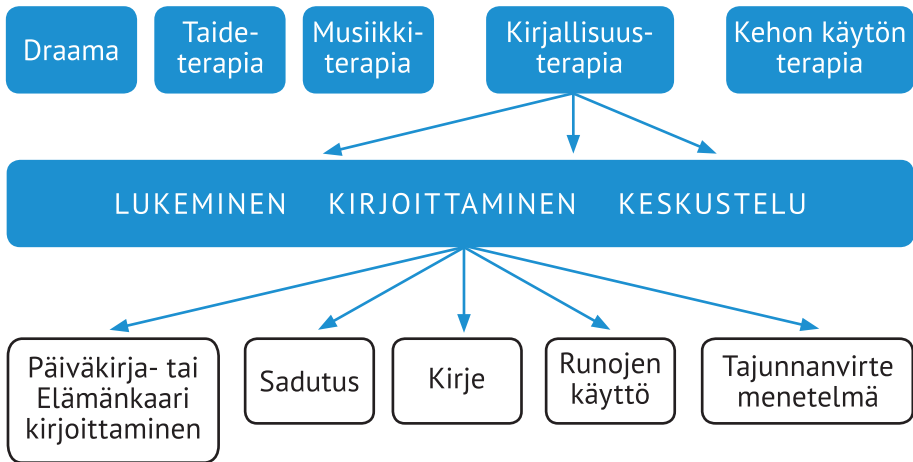 Draama
Taide-
terapia
Musiikki-
terapia
Kirjallisuus-
terapia
Kehon käytön
terapia
LUKEMINEN KIRJOITTAMINEN KESKUSTELU
Päiväkirja- tai
Elämänkaari
kirjoittaminen
Sadutus
Kirje
Runojen
käyttö
Tajunnanvirte
menetelmä